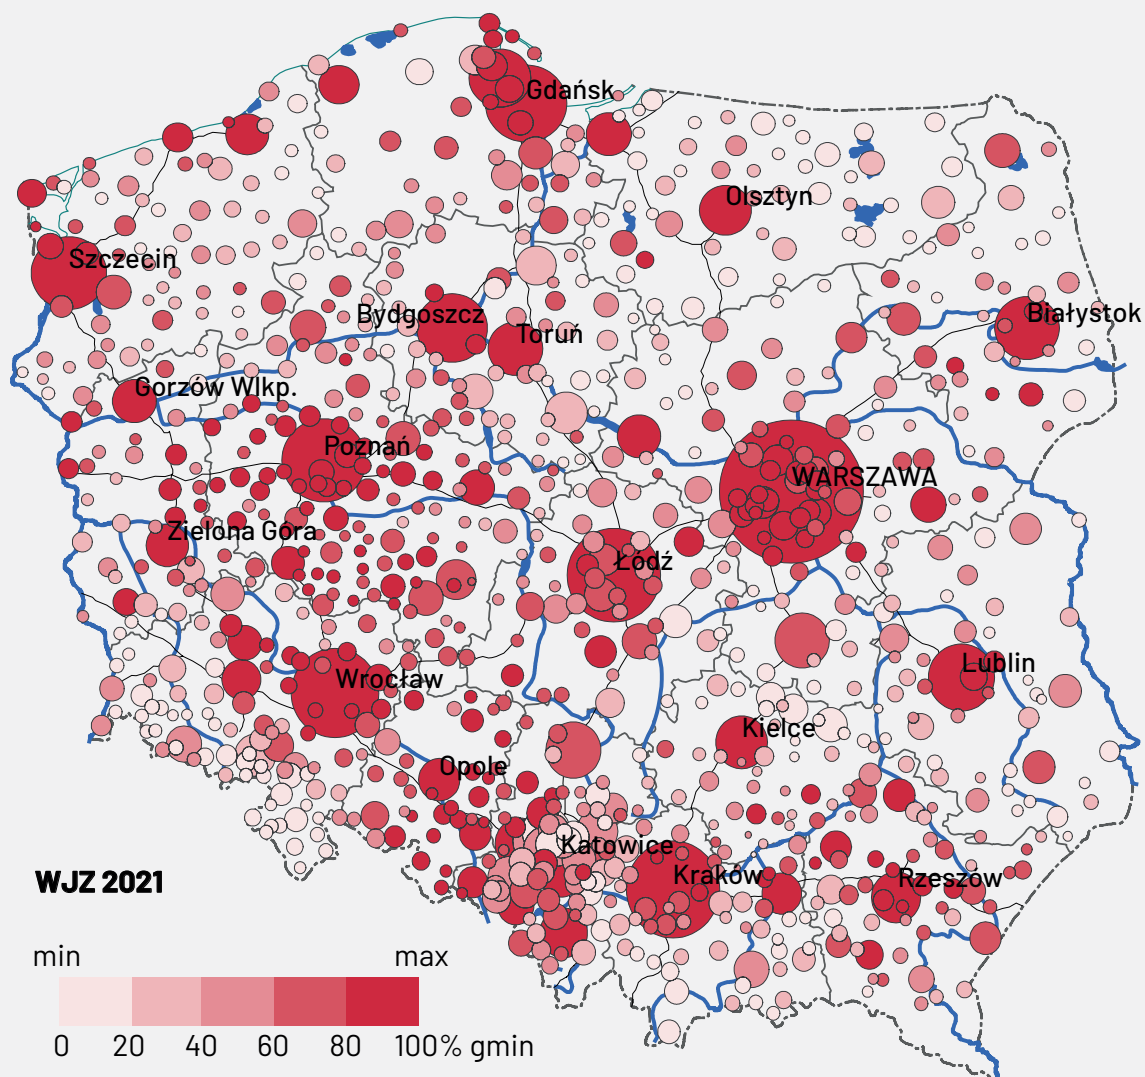 Gdańsk
Olsztyn
Szczecin
Bydgoszcz
Białystok
Toruń
Gorzów Wlkp.
Poznań
WARSZAWA
Zielona Góra
Łódź
Lublin
Wrocław
Kielce
Opole
Katowice
Kraków
Rzeszów
WJZ 2021
min max
0 20 40 60 80 100% gmin